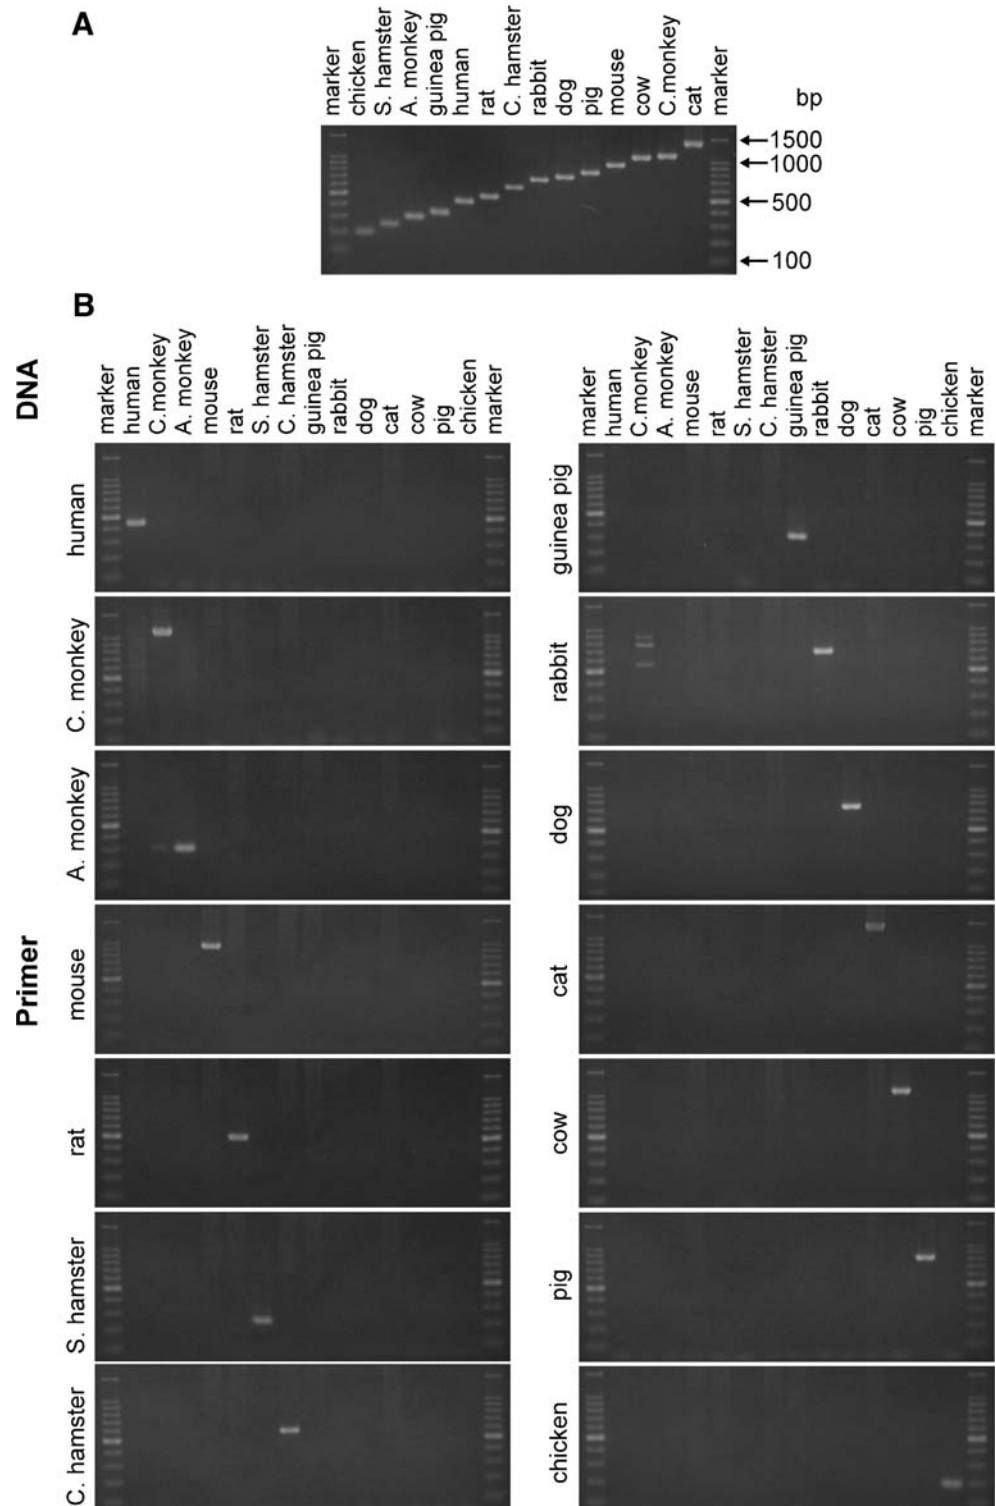 A
marker
chicken
S. hamster
A. monkey
guinea pig
human
rat
C. hamster
rabbit
dog
pig
mouse
cow
C.monkey
cat
marker
bp
1500
1000
500
100
B
DNA
marker
human
C.monkey
A. monkey
mouse
rat
S. hamster
C. hamster
guinea pig
rabbit
dog
cat
cow
pig
chicken
marker
marker
human
C.monkey
A. monkey
mouse
rat
S. hamster
C. hamster
guinea pig
rabbit
dog
cat
cow
pig
chicken
marker
Primer
human
C. monkey
A. monkey
mouse
rat
S. hamster
C. hamster
guinea pig
rabbit
dog
cat
cow
pig
chicken